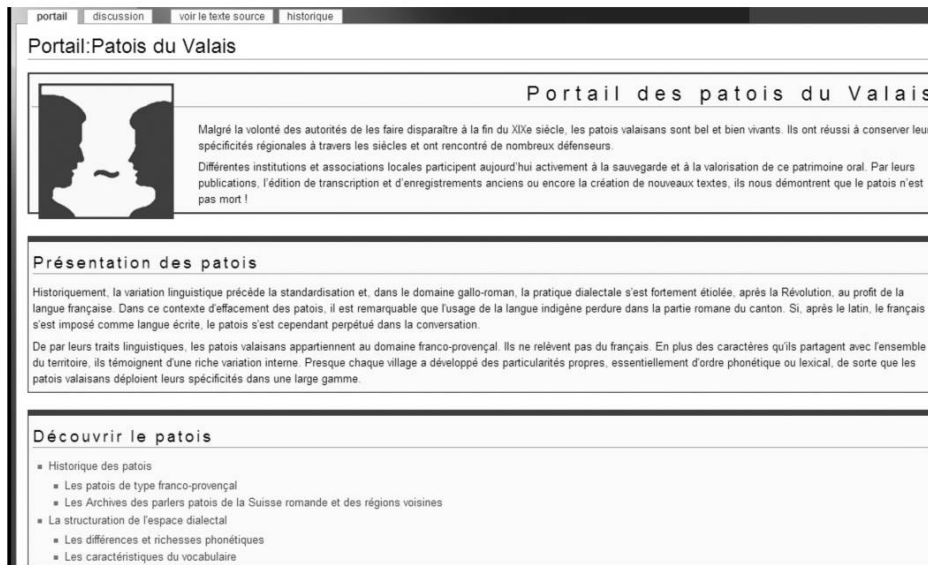 portail discussion voir le texte source historique
Portail:Patois du Valais
Portail des patois du Valais
Malgré la volonté des autorités de les faire disparaître à la fin du XIXe siècle, les patois valaisans sont bel et bien vivants. Ils ont réussi à conserver leur
spécificités régionales à travers les siècles et ont rencontré de nombreux défenseurs.
Différentes institutions et associations locales participent aujourd'hui activement à la sauvegarde et à la valorisation de ce patrimoine oral. Par leurs
publications, l'édition de transcription et d'enregistrements anciens ou encore la création de nouveaux textes, ils nous démontrent que le patois n'est
pas mort !
Présentation des patois
Historiquement, la variation linguistique précède la standardisation et, dans le domaine gallo-roman, la pratique dialectale s'est fortement étiolée, après la Révolution, au profit de la
langue française. Dans ce contexte d'effacement des patois, il est remarquable que l'usage de la langue indigène perdure dans la partie romane du canton. Si, après le latin, le français
s'est imposé comme langue écrite, le patois s'est cependant perpétué dans la conversation.
De par leurs traits linguistiques, les patois valaisans appartiennent au domaine franco-provençal. Ils ne relèvent pas du français. En plus des caractères qu'ils partagent avec l'ensemble
du territoire, ils témoignent d'une riche variation interne. Presque chaque village a développé des particularités propres, essentiellement d'ordre phonétique ou lexical, de sorte que les
patois valaisans déploient leurs spécificités dans une large gamme.
Découvrir le patois
Historique des patois
Les patois de type franco-provençal
Les Archives des parlers patois de la Suisse romande et des régions voisines
La structuration de l'espace dialectal
Les différences et richesses phonétiques
Les caractéristiques du vocabulaire